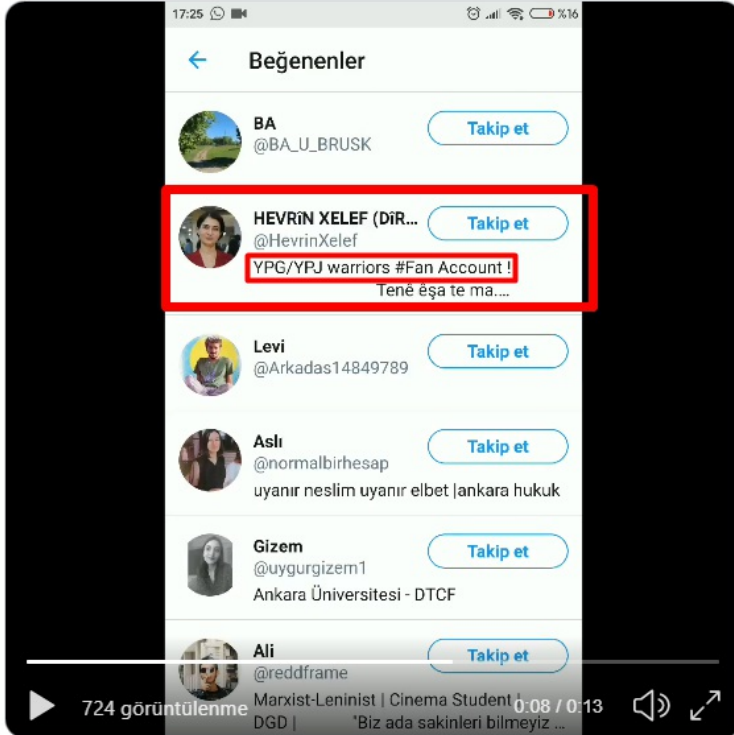 17:25
%16
Beğenenler
BA
@BA_U_BRUSK
Takip et
HEVRîN XELEF (DîR...
@HevrinXelef
Takip et
YPG/YPJ warriors #Fan Account !
Tenê êşa te ma....
Levi
@Arkadas14849789
Takip et
Aslı
@normalbirhesap
Takip et
uyanır neslim uyanır elbet |ankara hukuk
Gizem
@uygurgizem1
Takip et
Ankara Üniversitesi - DTCF
Ali
@reddframe
Takip et
Marxist-Leninist | Cinema Student |
DGD | "Biz ada sakinleri bilmeyiz ...
724 görüntülenme
0:08 / 0:13